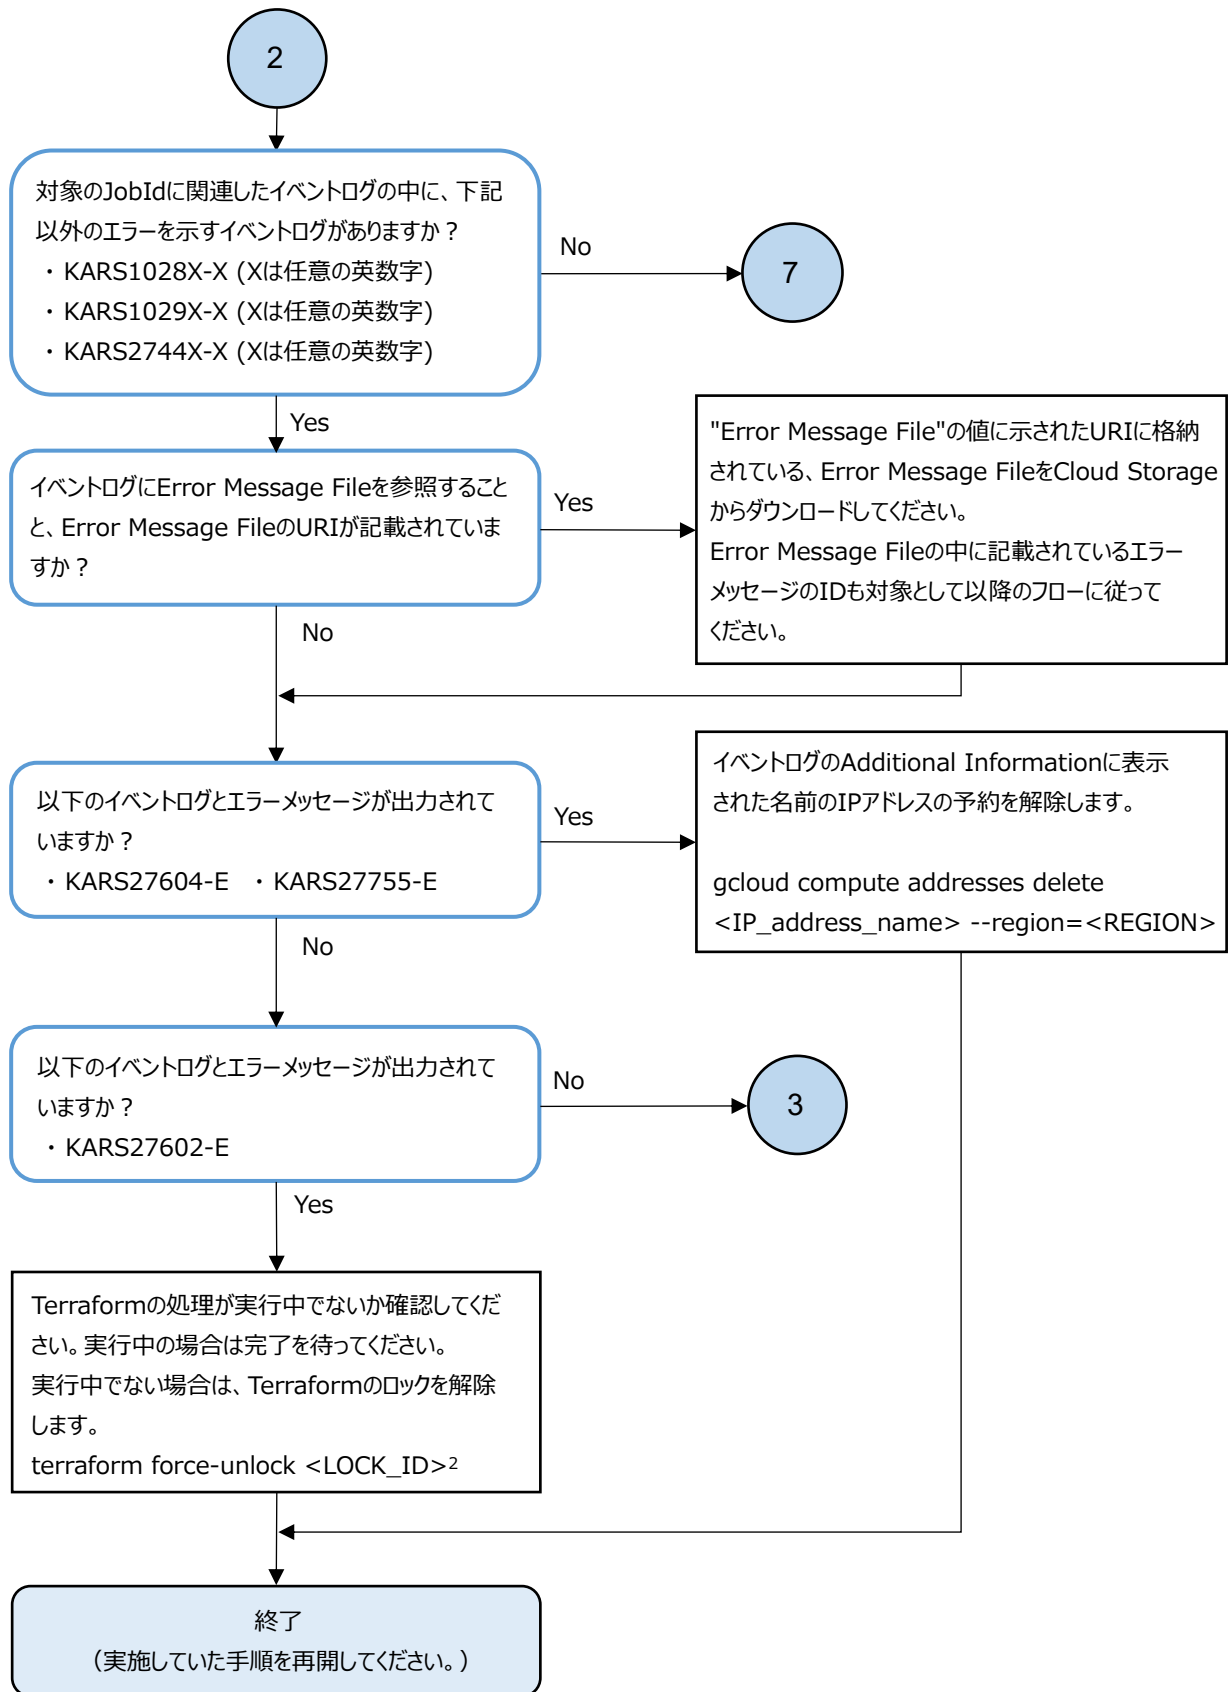 2
対象のJobIdに関連したイベントログの中に、下記
以外のエラーを示すイベントログがありますか？
・KARS1028X-X (Xは任意の英数字)
・KARS1029X-X (Xは任意の英数字)
・KARS2744X-X (Xは任意の英数字)
No
7
Yes
イベントログにError Message Fileを参照すること
と、Error Message FileのURIが記載されていま
すか？
Yes
"Error Message File"の値に示されたURIに格納
されている、Error Message FileをCloud Storage
からダウンロードしてください。
Error Message Fileの中に記載されているエラー
メッセージのIDも対象として以降のフローに従って
ください。
No
以下のイベントログとエラーメッセージが出力されて
いますか？
・KARS27604-E ・KARS27755-E
Yes
イベントログのAdditional Informationに表示
された名前のIPアドレスの予約を解除します。
gcloud compute addresses delete
<IP_address_name> --region=<REGION>
No
以下のイベントログとエラーメッセージが出力されて
いますか？
・KARS27602-E
No
3
Yes
Terraformの処理が実行中でないか確認してくだ
さい。実行中の場合は完了を待ってください。
実行中でない場合は、Terraformのロックを解除
します。
terraform force-unlock <LOCK_ID>2
終了
（実施していた手順を再開してください。）